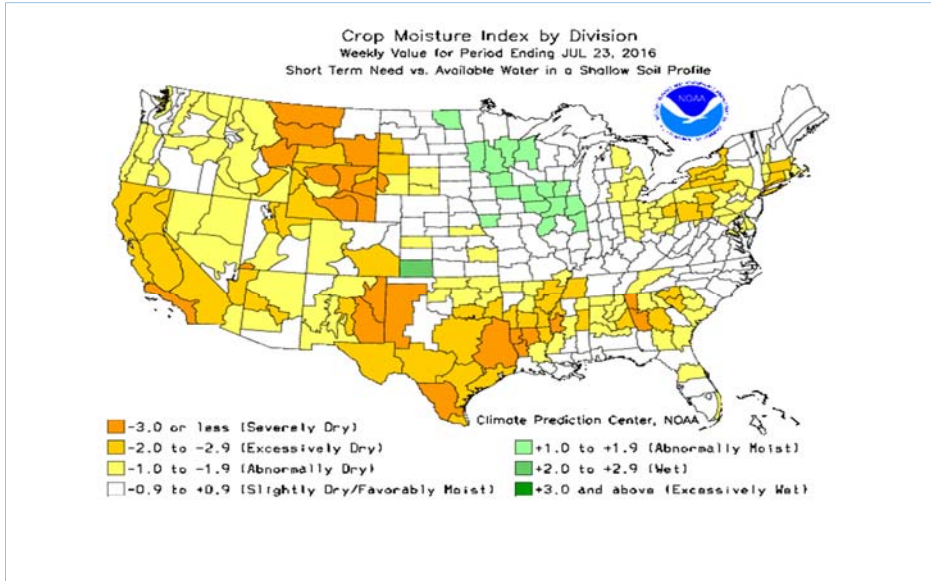 Crop Moisture Index by Division
Weekly Value for Period Ending JUL 23, 2016
Short Term Need vs. Available Water in a Shallow Soil Profile
NOAA
Climate Prediction Center, NOAA
-3.0 or less (Severely Dry)
-2.0 to -2.9 (Excessively Dry)
-1.0 to -1.9 (Abnormally Dry)
-0.9 to +0.9 (Slightly Dry/Favorably Moist)
+1.0 to +1.9 (Abnormally Moist)
+2.0 to +2.9 (Wet)
+3.0 and above (Excessively Wet)